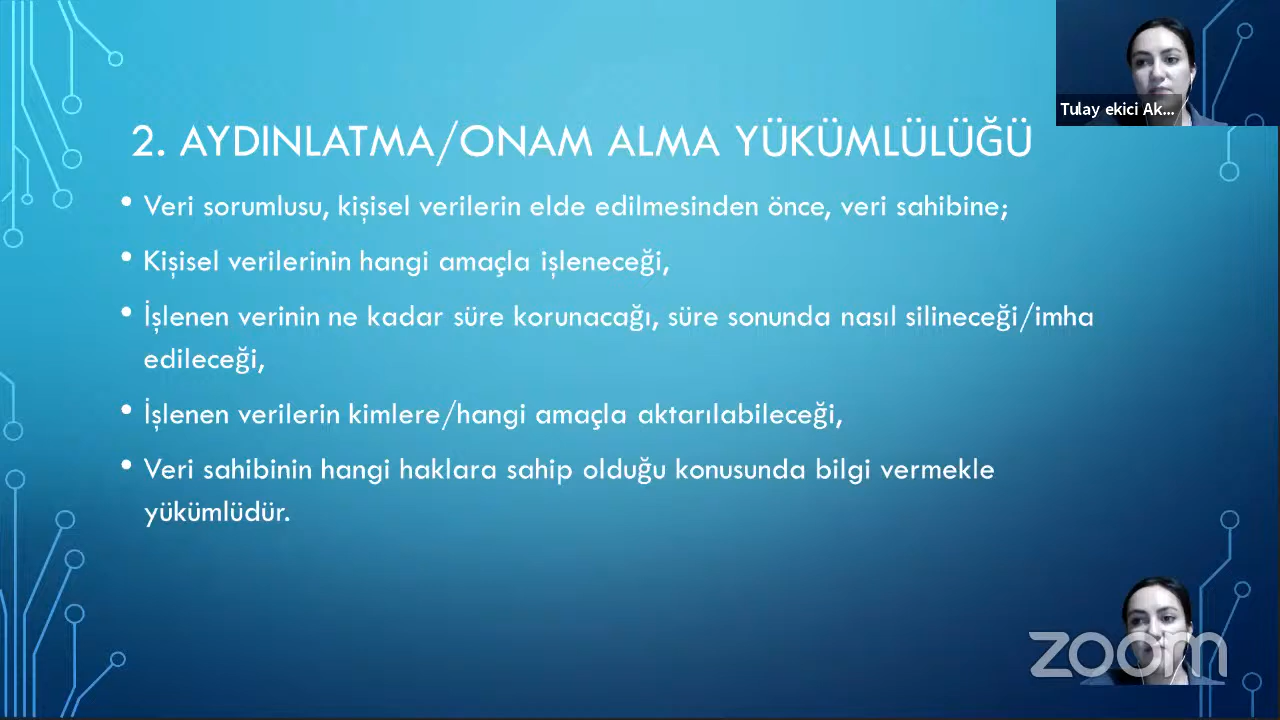 Tulay ekici Ak...
2. AYDINLATMA/ONAM ALMA YÜKÜMLÜLÜĞÜ
• Veri sorumlusu, kişisel verilerin elde edilmesinden önce, veri sahibine;
• Kişisel verilerinin hangi amaçla işleneceği,
• İşlenen verinin ne kadar süre korunacağı, süre sonunda nasıl silineceği/imha
edileceği,
• İşlenen verilerin kimlere/hangi amaçla aktarılabileceği,
• Veri sahibinin hangi haklara sahip olduğu konusunda bilgi vermekle
yükümlüdür.
zoom